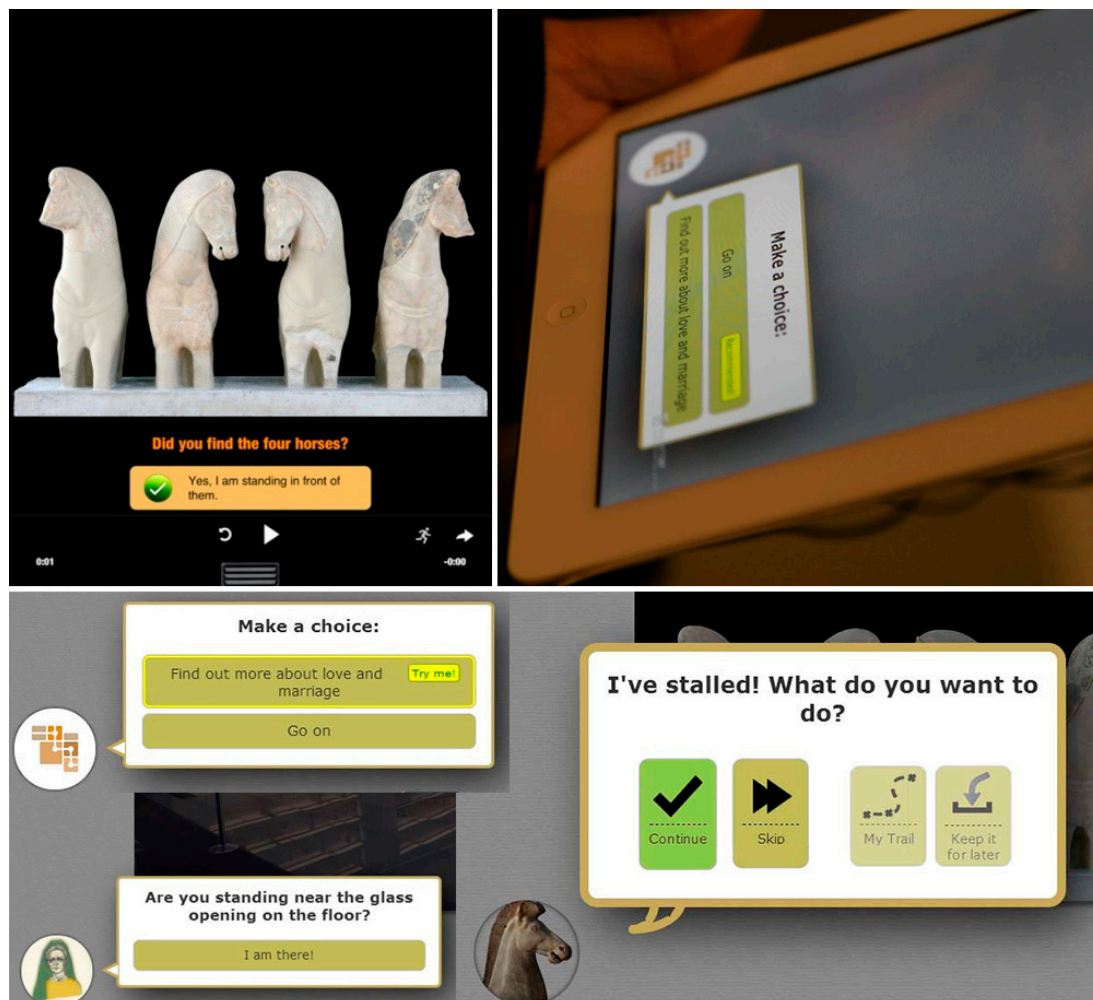 Did you find the four horses?
Yes, I am standing in front of
them.
0:01
-0:00
Make a choice:
Go on
Recommended
Find out more about love and marriage
Make a choice:
Find out more about love and
marriage
Try me!
Go on
Are you standing near the glass
opening on the floor?
I am there!
I've stalled! What do you want to
do?
Continue
Skip
My Trail
Keep it
for later